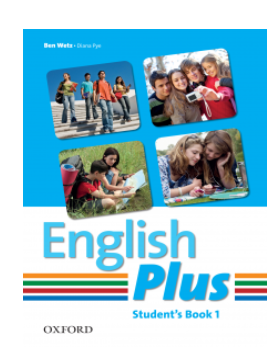 Ben Wetz • Diana Pye
English
Plus
Student's Book 1
OXFORD